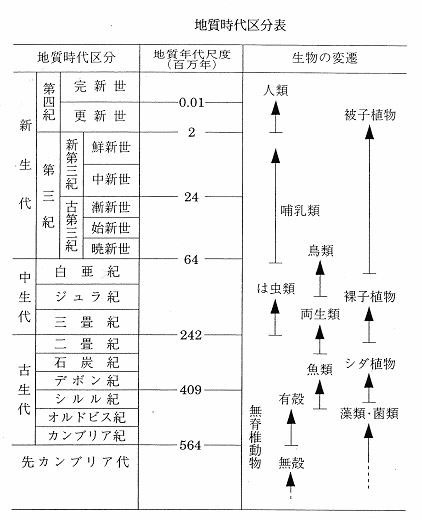 地質時代区分表
地質時代区分
地質年代尺度
(百万年)
生物の変遷
新生代
第四紀
完新世
0.01
更新世
2
第三紀
新第三紀
鮮新世
中新世
24
古第三紀
漸新世
始新世
暁新世
64
中生代
白亜紀
ジュラ紀
三畳紀
242
古生代
二畳紀
石炭紀
デボン紀
409
シルル紀
オルドビス紀
カンブリア紀
564
先カンブリア代
人類
被子植物
哺乳類
鳥類
は虫類
裸子植物
両生類
魚類
シダ植物
有殻
藻類・菌類
無脊椎動物
無殻